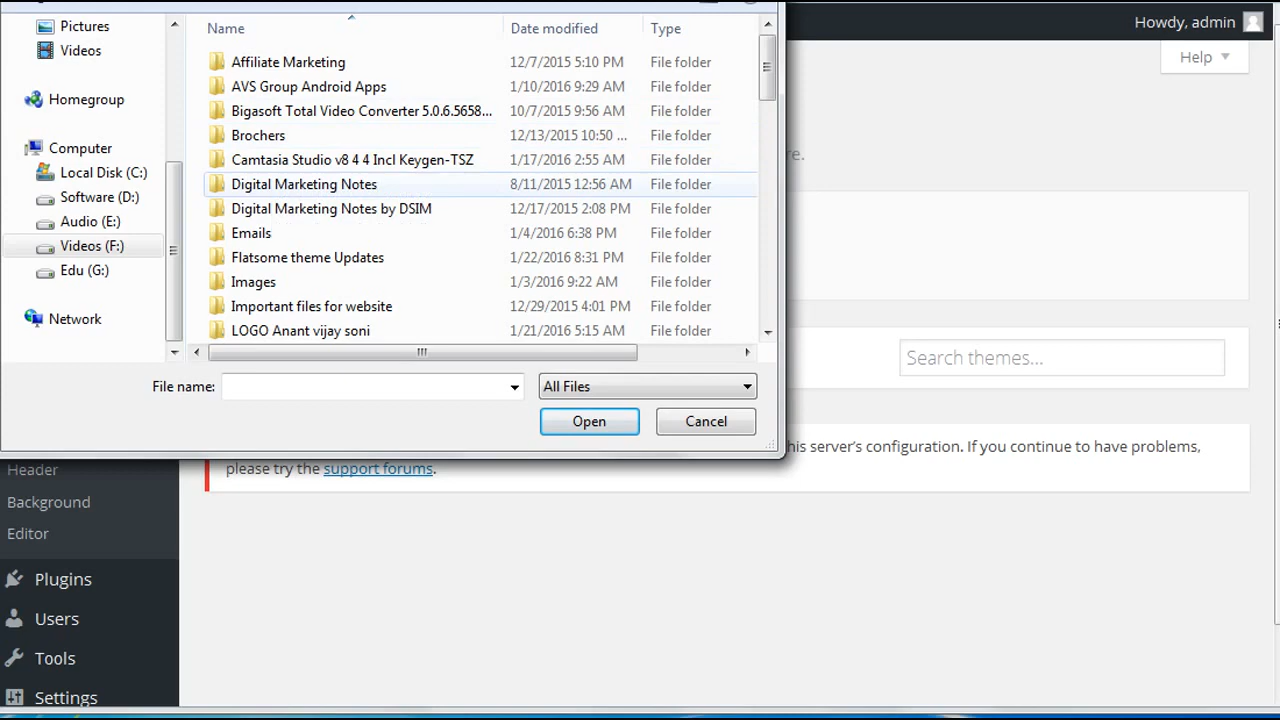 Howdy, admin
Help
Pictures
Videos
Homegroup
Computer
Local Disk (C:)
Software (D:)
Audio (E:)
Videos (F:)
Edu (G:)
Network
Name Date modified Type
Affiliate Marketing 12/7/2015 5:10 PM File folder
AVS Group Android Apps 1/10/2016 9:29 AM File folder
Bigasoft Total Video Converter 5.0.6.5658... 10/7/2015 9:56 AM File folder
Brochers 12/13/2015 10:50 ... File folder
Camtasia Studio v8 4 4 Incl Keygen-TSZ 1/17/2016 2:55 AM File folder
Digital Marketing Notes 8/11/2015 12:56 AM File folder
Digital Marketing Notes by DSIM 12/17/2015 2:08 PM File folder
Emails 1/4/2016 6:38 PM File folder
Flatsome theme Updates 1/22/2016 8:31 PM File folder
Images 1/3/2016 9:22 AM File folder
Important files for website 12/29/2015 4:01 PM File folder
LOGO Anant vijay soni 1/21/2016 5:15 AM File folder
File name: All Files
Open Cancel
re.
Search themes...
his server's configuration. If you continue to have problems,
please try the support forums.
Header
Background
Editor
Plugins
Users
Tools
Settings